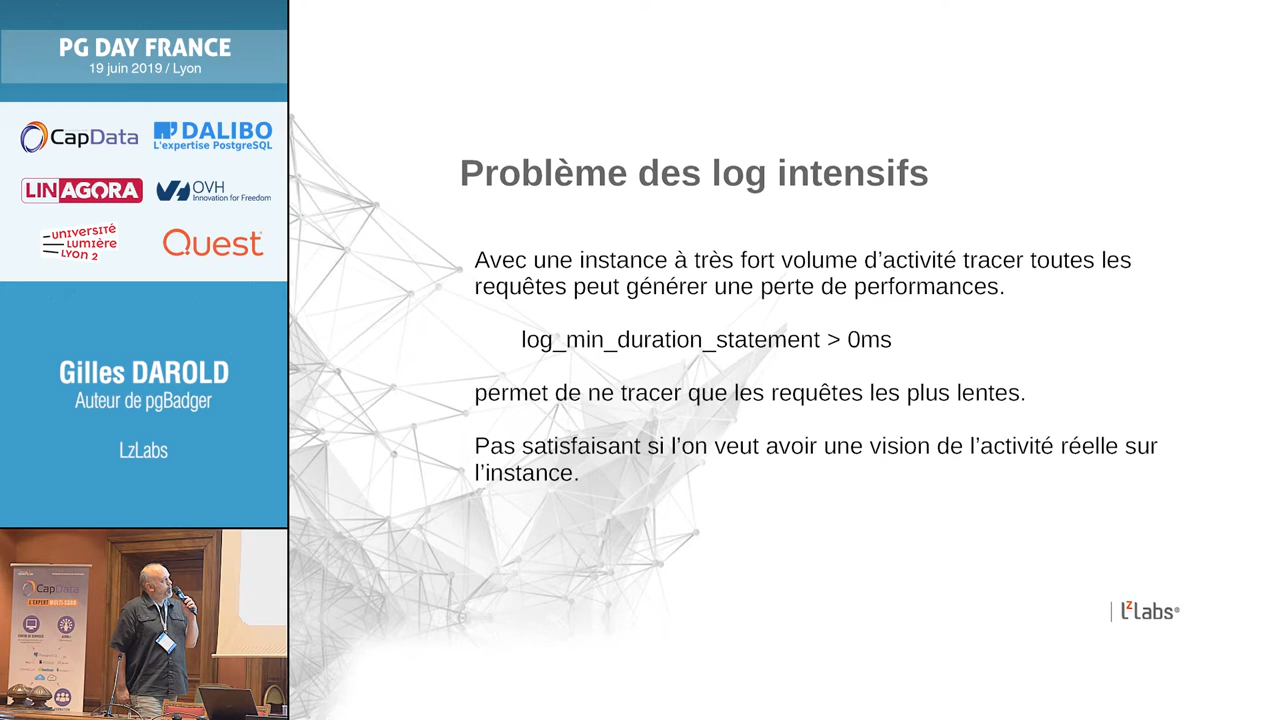 PG DAY FRANCE
19 juin 2019 / Lyon
CapData
DALIBO
L'expertise PostgreSQL
LINAGORA
OVH
Innovation for Freedom
UNIVERSITÉ
LUMIÈRE
LYON 2
Quest
Gilles DAROLD
Auteur de pgBadger
LzLabs
CapData
Problème des log intensifs
Avec une instance à très fort volume d’activité tracer toutes les
requêtes peut générer une perte de performances.
log_min_duration_statement > 0ms
permet de ne tracer que les requêtes les plus lentes.
Pas satisfaisant si l’on veut avoir une vision de l’activité réelle sur
l’instance.
LzLabs®